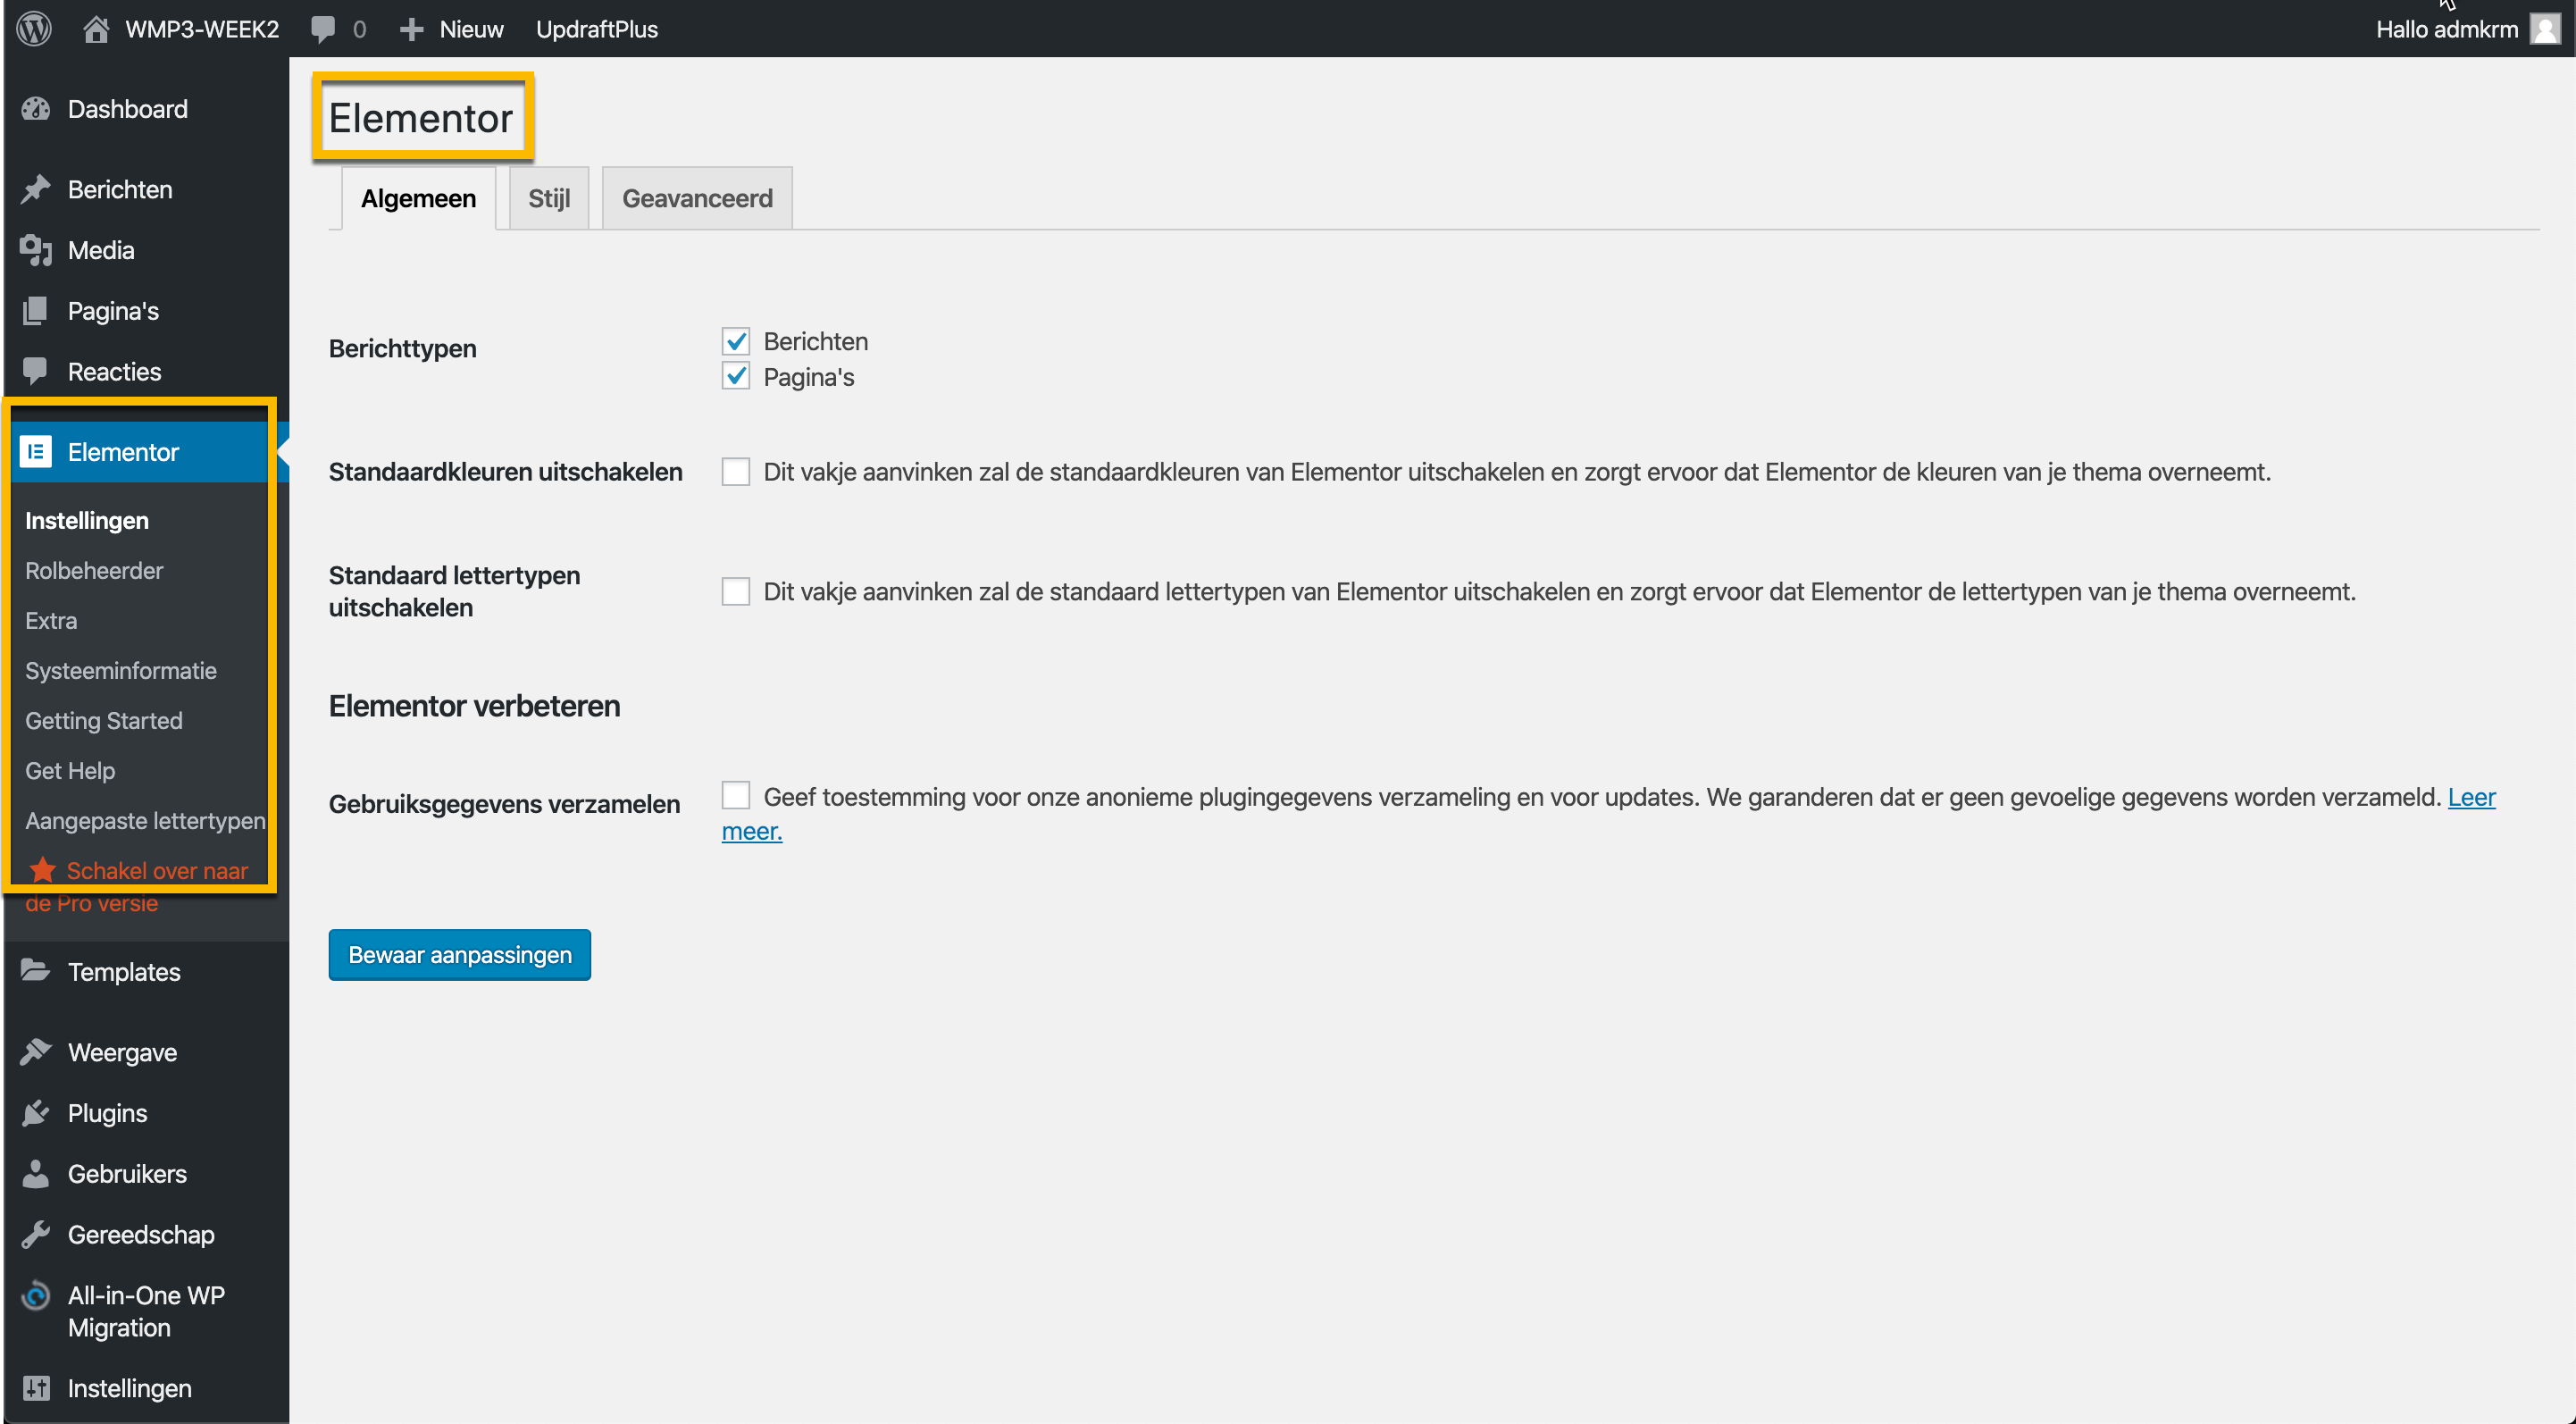 WMP3-WEEK2 0 Nieuw UpdraftPlus Hallo admkrm
Dashboard
Berichten
Media
Pagina's
Reacties
Elementor
Instellingen
Rolbeheerder
Extra
Systeeminformatie
Getting Started
Get Help
Aangepaste lettertypen
Schakel over naar
de Pro versie
Templates
Weergave
Plugins
Gebruikers
Gereedschap
All-in-One WP
Migration
Instellingen
Elementor
Algemeen Stijl Geavanceerd
Berichttypen
Berichten
Pagina's
Standaardkleuren uitschakelen
Dit vakje aanvinken zal de standaardkleuren van Elementor uitschakelen en zorgt ervoor dat Elementor de kleuren van je thema overneemt.
Standaard lettertypen
uitschakelen
Dit vakje aanvinken zal de standaard lettertypen van Elementor uitschakelen en zorgt ervoor dat Elementor de lettertypen van je thema overneemt.
Elementor verbeteren
Gebruiksgegevens verzamelen
Geef toestemming voor onze anonieme plugingegevens verzameling en voor updates. We garanderen dat er geen gevoelige gegevens worden verzameld. Leer
meer.
Bewaar aanpassingen